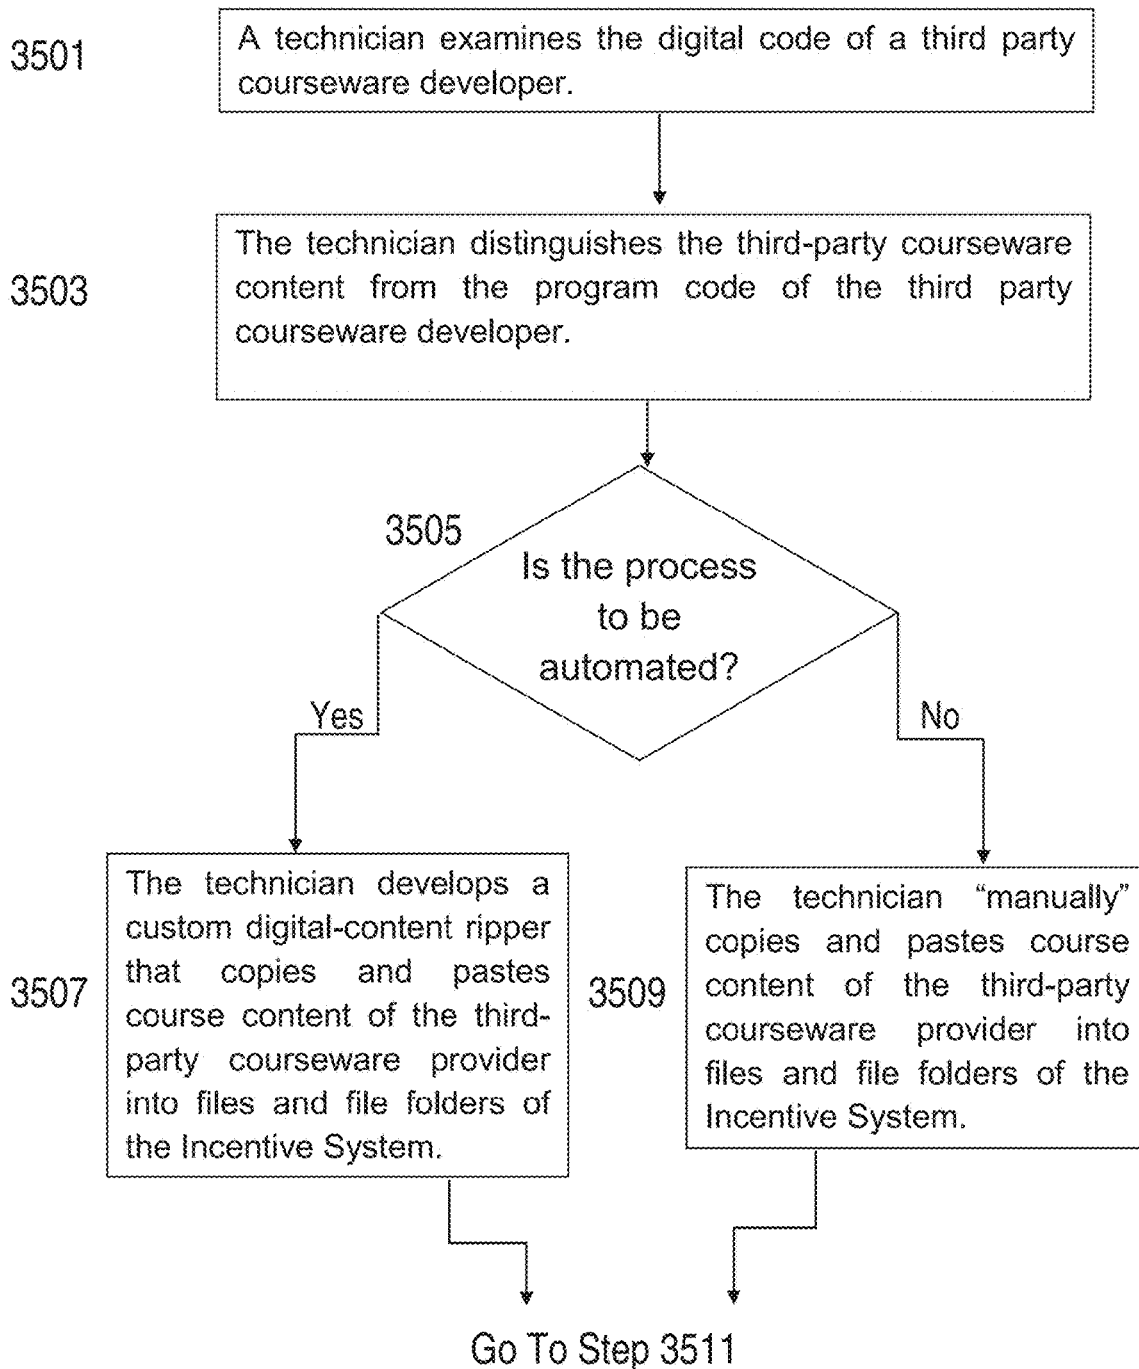 3501
A technician examines the digital code of a third party
courseware developer.
3503
The technician distinguishes the third-party courseware
content from the program code of the third party
courseware developer.
3505
Is the process
to be
automated?
Yes
No
3507
The technician develops a
custom digital-content ripper
that copies and pastes
course content of the third-
party courseware provider
into files and file folders of
the Incentive System.
3509
The technician “manually”
copies and pastes course
content of the third-party
courseware provider into
files and file folders of the
Incentive System.
Go To Step 3511